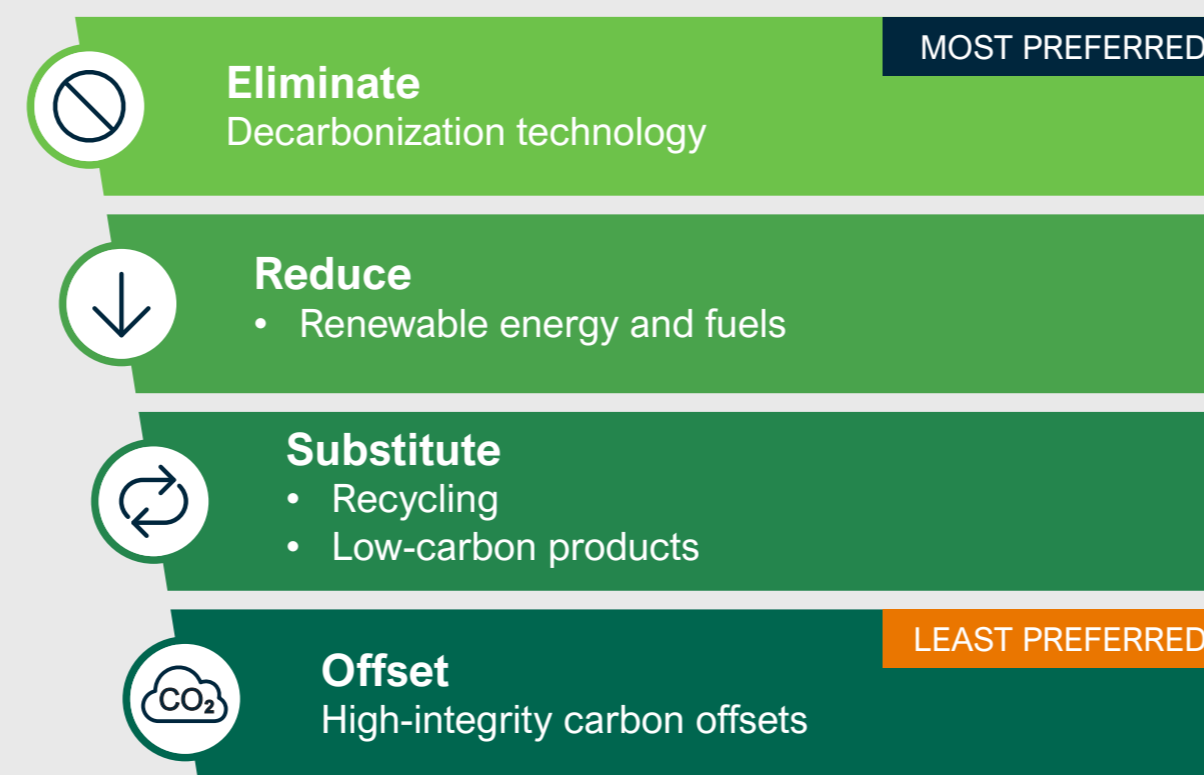 MOST PREFERRED
Eliminate
Decarbonization technology
Reduce
• Renewable energy and fuels
Substitute
• Recycling
• Low-carbon products
LEAST PREFERRED
Offset
High-integrity carbon offsets
CO₂